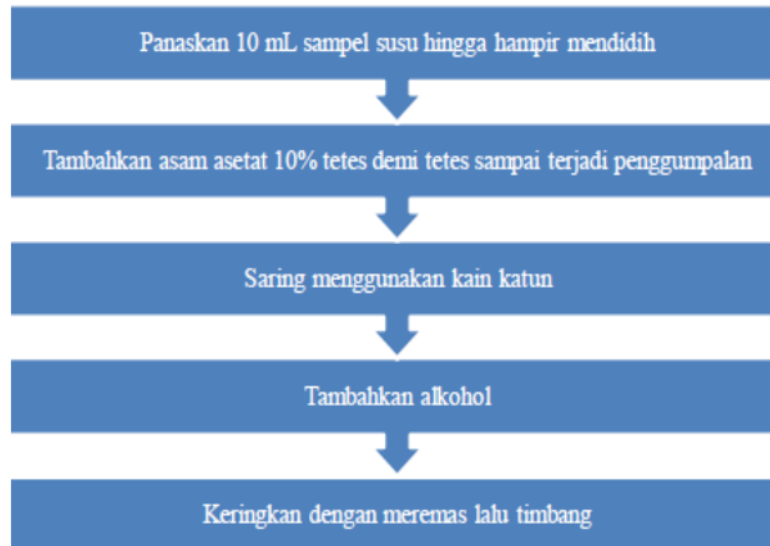 Panaskan 10 mL sampel susu hingga hampir mendidih
Tambahkan asam asetat 10% tetes demi tetes sampai terjadi penggumpalan
Saring menggunakan kain katun
Tambahkan alkohol
Keringkan dengan meremas lalu timbang